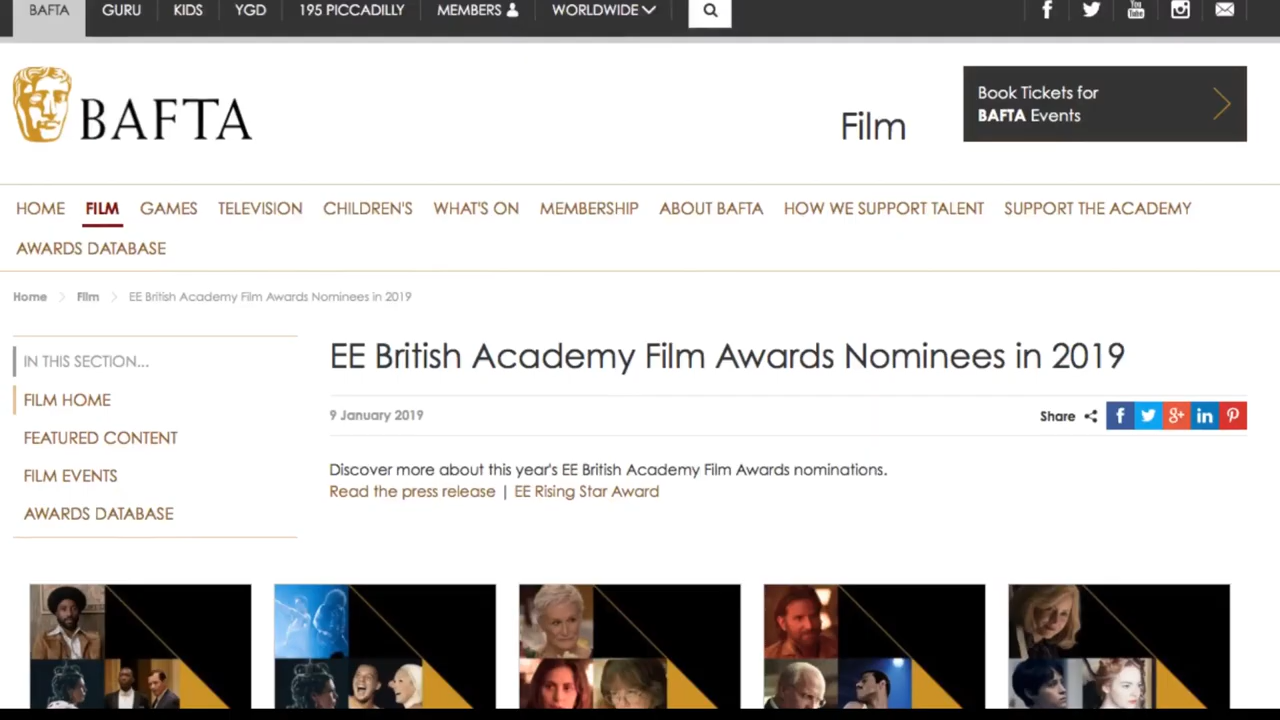 BAFTA GURU KIDS YGD 195 PICCADILLY MEMBERS WORLDWIDE
BAFTA
Film
Book Tickets for
BAFTA Events
HOME FILM GAMES TELEVISION CHILDREN'S WHAT'S ON MEMBERSHIP ABOUT BAFTA HOW WE SUPPORT TALENT SUPPORT THE ACADEMY
AWARDS DATABASE
Home Film EE British Academy Film Awards Nominees in 2019
IN THIS SECTION...
FILM HOME
FEATURED CONTENT
FILM EVENTS
AWARDS DATABASE
EE British Academy Film Awards Nominees in 2019
9 January 2019
Share
Discover more about this year's EE British Academy Film Awards nominations.
Read the press release | EE Rising Star Award